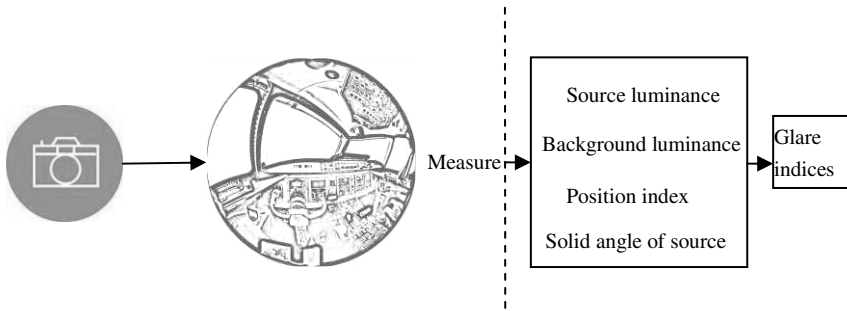 Measure
Source luminance
Background luminance
Position index
Solid angle of source
Glare
indices